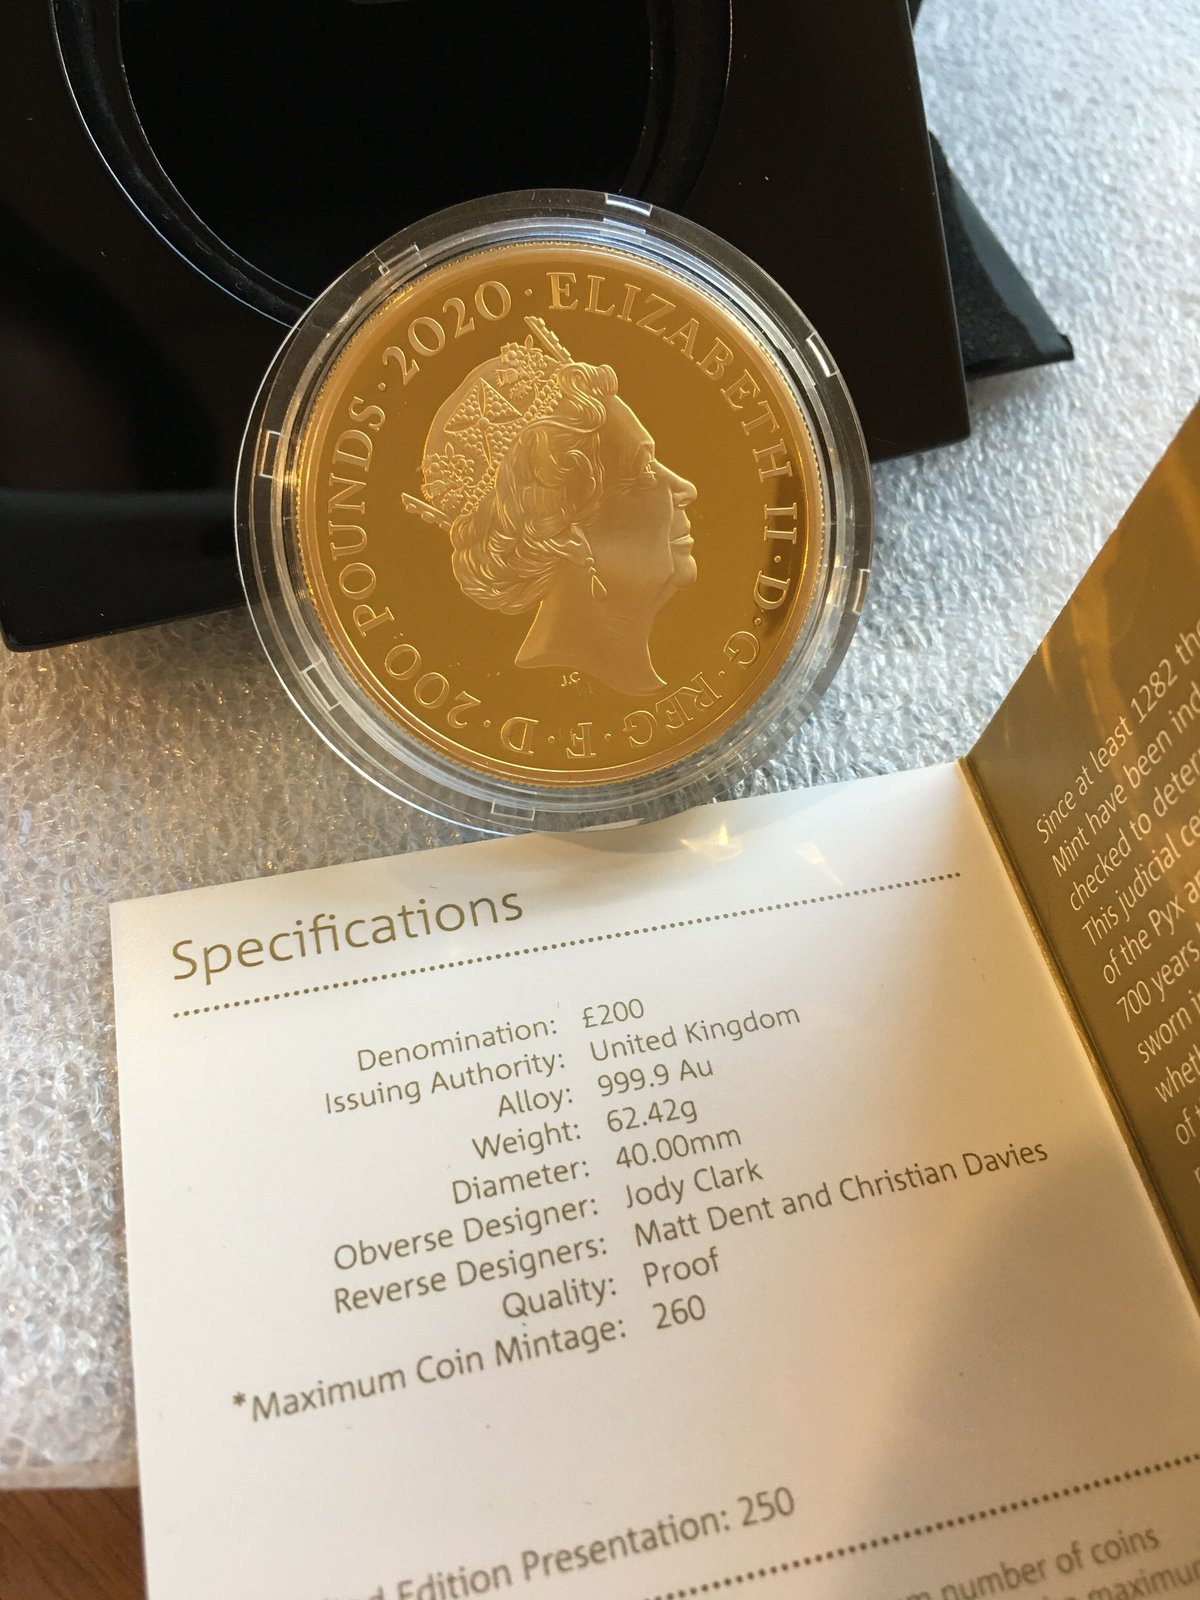 ELIZABETH II · D · G · REG · F · D · 200 POUNDS · 2020 ·
J.C
Specifications
Denomination: £200
Issuing Authority: United Kingdom
Alloy: 999.9 Au
Weight: 62.42g
Diameter: 40.00mm
Obverse Designer: Jody Clark
Reverse Designers: Matt Dent and Christian Davies
Quality: Proof
*Maximum Coin Mintage: 260
Edition Presentation: 250
number of coins
maximum
Since at least 1282
Mint have been
checked to
This judicial
of the Pyx
700 years
sworn
of